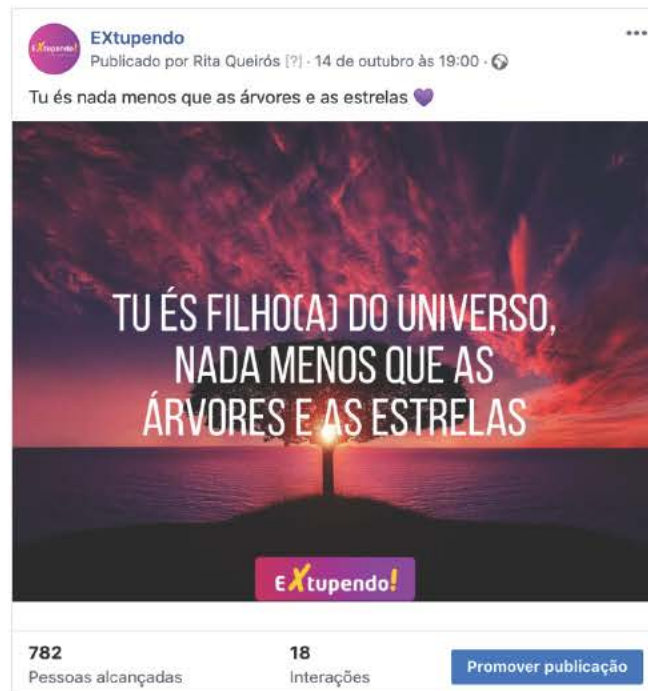 EXtupendo!
EXtupendo
Publicado por Rita Queirós [?] · 14 de outubro às 19:00 ·
Tu és nada menos que as árvores e as estrelas 💜
TU ÉS FILHO(A) DO UNIVERSO,
NADA MENOS QUE AS
ÁRVORES E AS ESTRELAS
EXtupendo!
782
Pessoas alcançadas
18
Interações
Promover publicação